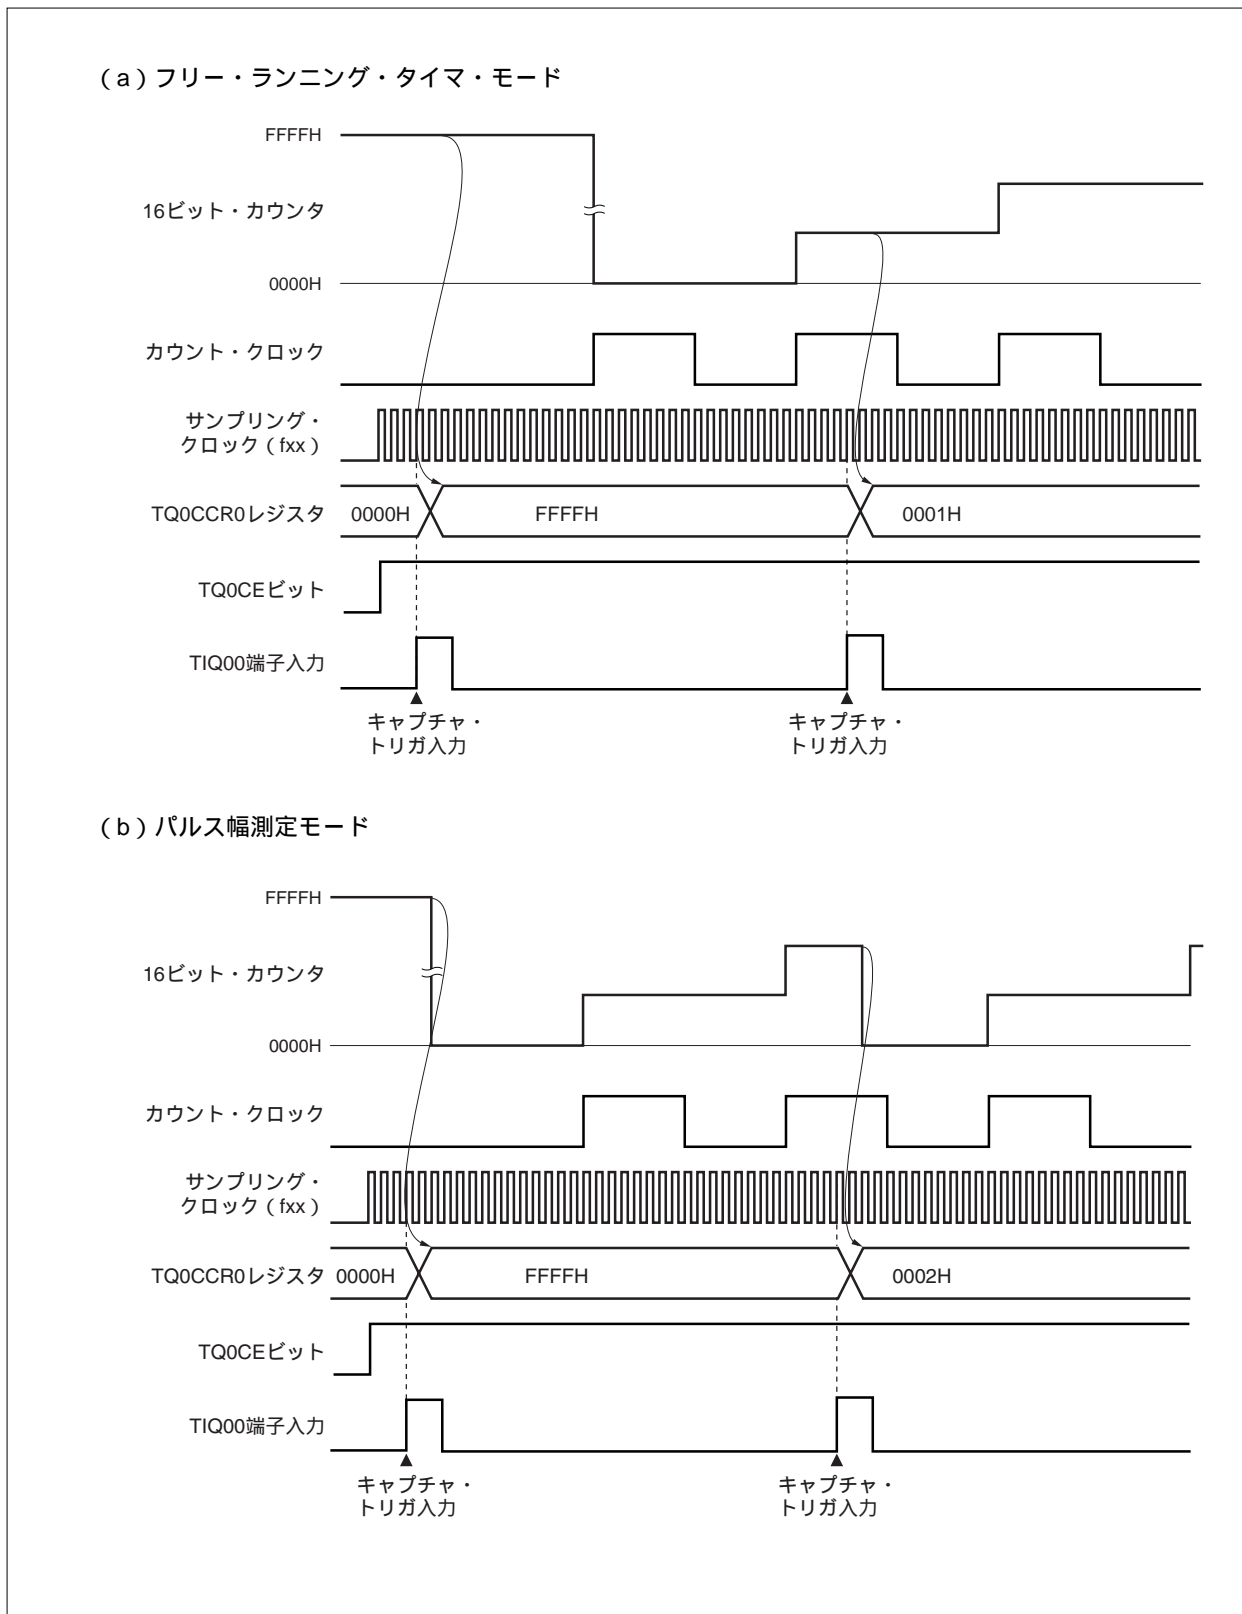 (a)フリー・ランニング・タイマ・モード
FFFFH
16ビット・カウンタ
0000H
カウント・クロック
サンプリング・
クロック(fxx)
TQ0CCR0レジスタ 0000H FFFFH 0001H
TQ0CEビット
TIQ00端子入力
キャプチャ・ キャプチャ・
トリガ入力 トリガ入力
(b)パルス幅測定モード
FFFFH
16ビット・カウンタ
0000H
カウント・クロック
サンプリング・
クロック(fxx)
TQ0CCR0レジスタ 0000H FFFFH 0002H
TQ0CEビット
TIQ00端子入力
キャプチャ・ キャプチャ・
トリガ入力 トリガ入力